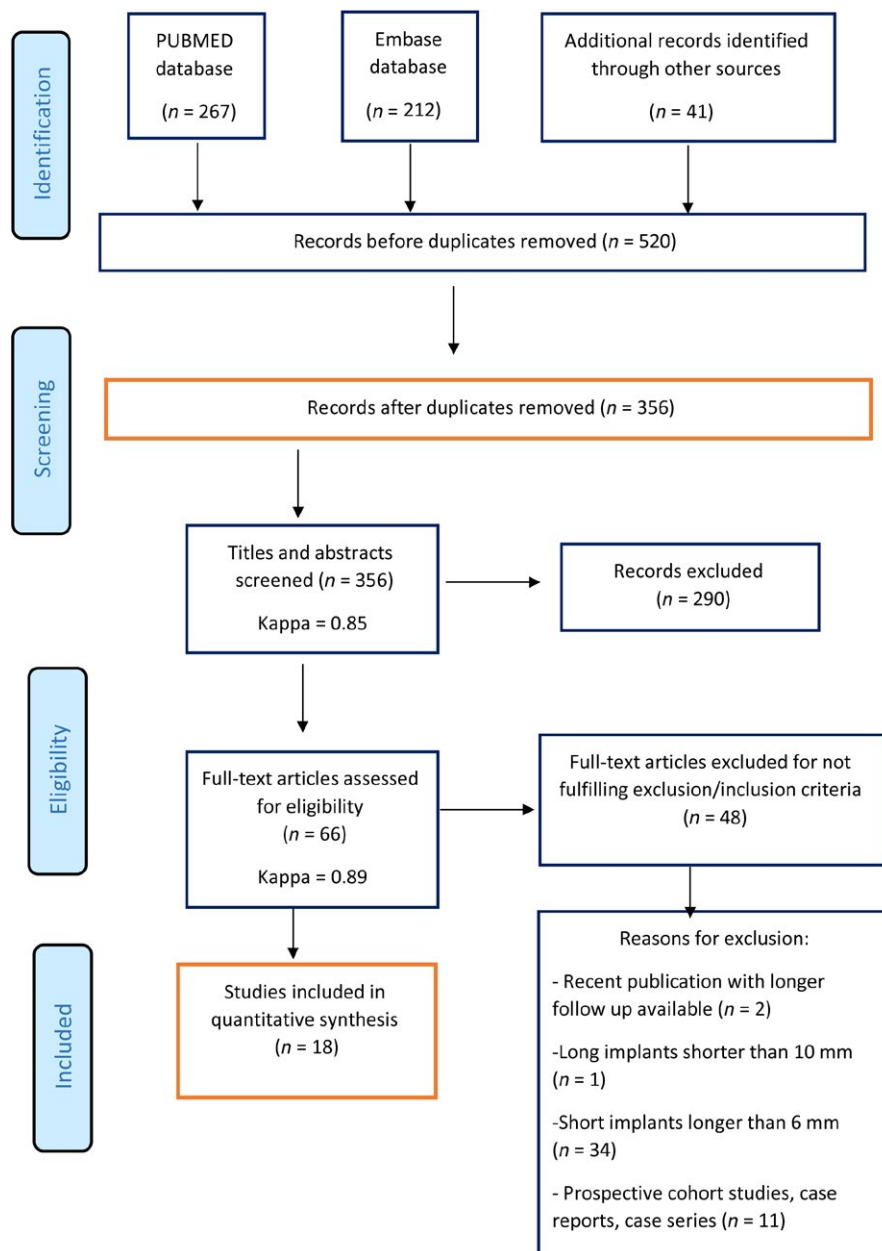 Identification
PUBMED
database
(n = 267)
Embase
database
(n = 212)
Additional records identified
through other sources
(n = 41)
Records before duplicates removed (n = 520)
Screening
Records after duplicates removed (n = 356)
Titles and abstracts
screened (n = 356)
Kappa = 0.85
Records excluded
(n = 290)
Eligibility
Full-text articles assessed
for eligibility
(n = 66)
Kappa = 0.89
Full-text articles excluded for not
fulfilling exclusion/inclusion criteria
(n = 48)
Included
Studies included in
quantitative synthesis
(n = 18)
Reasons for exclusion:
- Recent publication with longer
follow up available (n = 2)
-Long implants shorter than 10 mm
(n = 1)
-Short implants longer than 6 mm
(n = 34)
- Prospective cohort studies, case
reports, case series (n = 11)